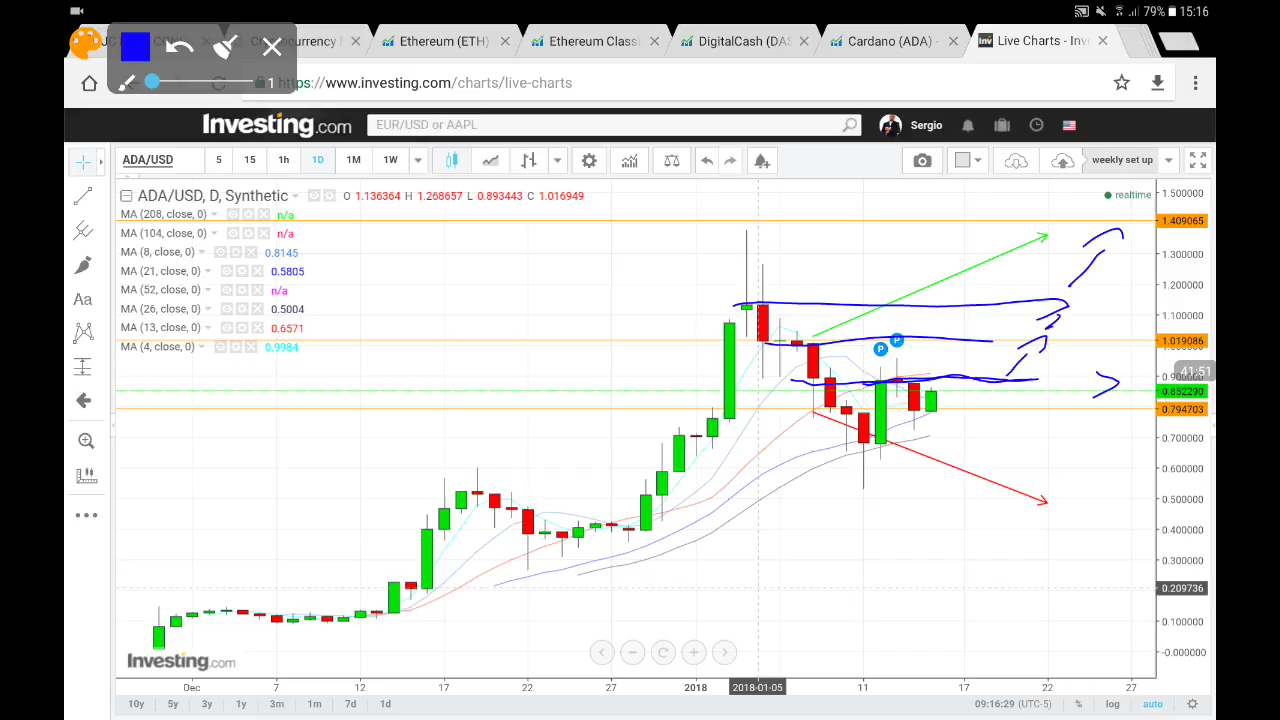 79% 15:16
Cryptocurrency M
Ethereum (ETH)
Ethereum Class
DigitalCash (DA
Cardano (ADA)
Live Charts - Inve
1
https://www.investing.com/charts/live-charts
Investing.com
EUR/USD or AAPL
Sergio
ADA/USD
5
15
1h
1D
1M
1W
weekly set up
ADA/USD, D, Synthetic
O 1.136364 H 1.268657 L 0.893443 C 1.016949
realtime
MA (208, close, 0) n/a
MA (104, close, 0) n/a
MA (8, close, 0) 0.8145
MA (21, close, 0) 0.5805
MA (52, close, 0) n/a
MA (26, close, 0) 0.5004
MA (13, close, 0) 0.6571
MA (4, close, 0) 0.9984
Aa
P
P
1.500000
1.409065
1.300000
1.200000
1.100000
1.019086
41:51
0.852290
0.794703
0.700000
0.600000
0.500000
0.400000
0.300000
0.209736
0.100000
-0.000000
Investing.com
Dec
7
12
17
22
27
2018
2018-01-05
11
17
22
27
10y
5y
3y
1y
3m
1m
7d
1d
09:16:29 (UTC-5)
%
log
auto